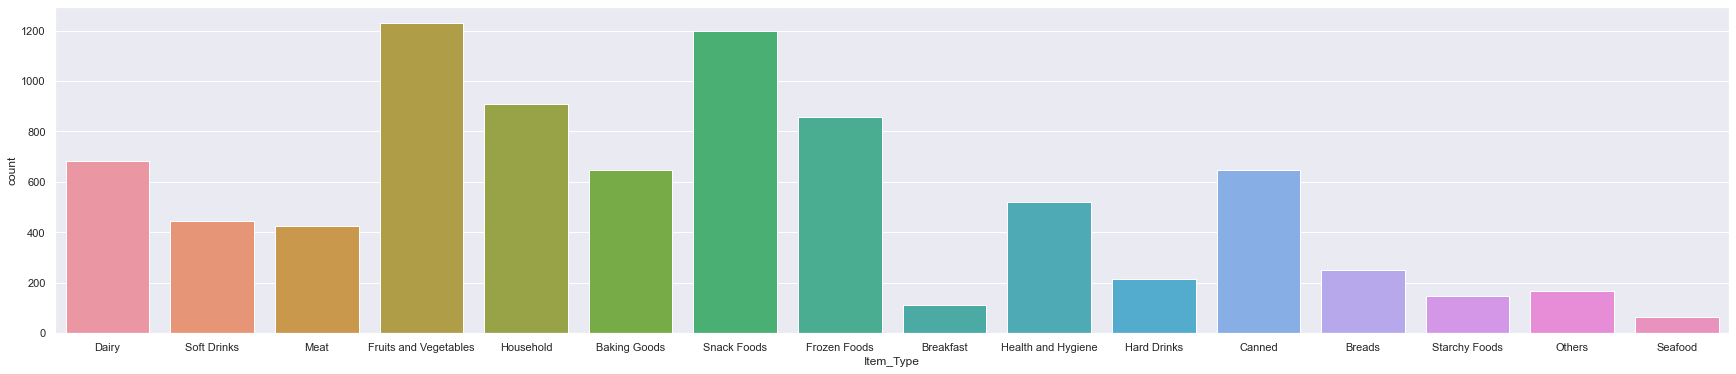 1200
1000
800
600
400
200
0
count
Dairy Soft Drinks Meat Fruits and Vegetables Household Baking Goods Snack Foods Frozen Foods Breakfast Health and Hygiene Hard Drinks Canned Breads Starchy Foods Others Seafood
Item_Type